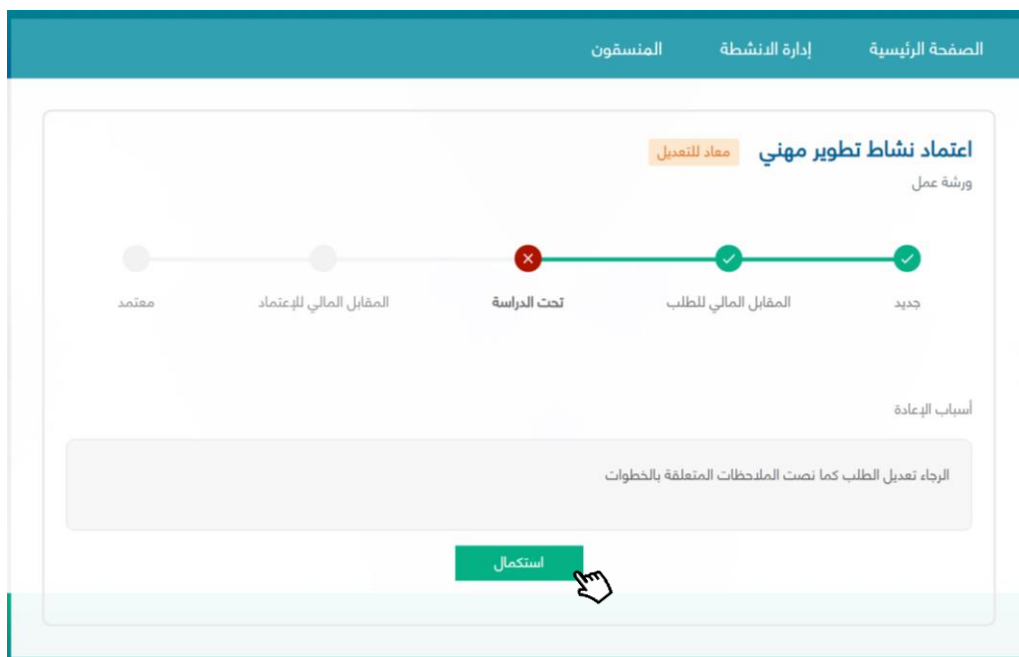 الصفحة الرئيسية إدارة الانشطة المنسقون
اعتماد نشاط تطوير مهني معاد للتعديل
ورشة عمل
جديد المقابل المالي للطلب تحت الدراسة المقابل المالي للإعتماد معتمد
أسباب الإعادة
الرجاء تعديل الطلب كما نصت الملاحظات المتعلقة بالخطوات
استكمال